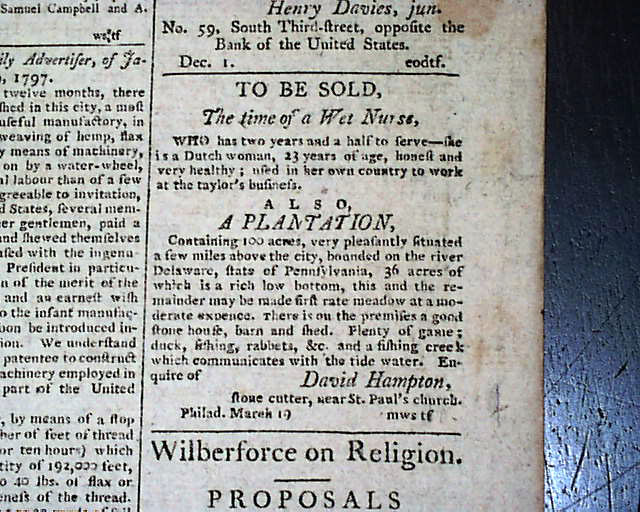 Samuel Campbell and A.
ws,tf
ily Advertiſer, of Ja-
, 1797.
twelve months, there
ſhed in this city, a moſt
uſeful manufactory, in
weaving of hemp, flax
y means of machinery,
on by a water-wheel,
al labour than of a few
greeable to invitation,
d States, ſeveral mem-
er gentlemen, paid a
and ſhewed themſelves
aſed with the ingenu-
Preſident in particu-
n of the merit of the
and an earneſt wiſh
to the infant manufac-
oon be introduced in-
ion. We underſtand
patentee to conſtruct
achinery employed in
part of the United
, by means of a ſtop
ber of feet of thread
or ten hours) which
tity of 192,000 feet,
o 40 lbs. of flax or
eneſs of the thread.
Henry Davies, jun.
No. 59, South Third-ſtreet, oppoſite the
Bank of the United States.
Dec. 1. eodtf.
TO BE SOLD,
The time of a Wet Nurse,
WHO has two years and a half to ſerve—ſhe
is a Dutch woman, 23 years of age, honeſt and
very healthy; uſed in her own country to work
at the taylor's buſineſs.
ALSO,
A PLANTATION,
Containing 100 acres, very pleaſantly ſituated
a few miles above the city, bounded on the river
Delaware, ſtate of Pennſylvania, 36 acres of
which is a rich low bottom, this and the re-
mainder may be made firſt rate meadow at a mo-
derate expence. There is on the premiſes a good
ſtone houſe, barn and ſhed. Plenty of game;
duck, fiſhing, rabbets, &c. and a fiſhing creek
which communicates with the tide water. En-
quire of David Hampton,
ſtone cutter, near St. Paul's church.
Philad. March 19 mws tf
Wilberforce on Religion.
PROPOSALS